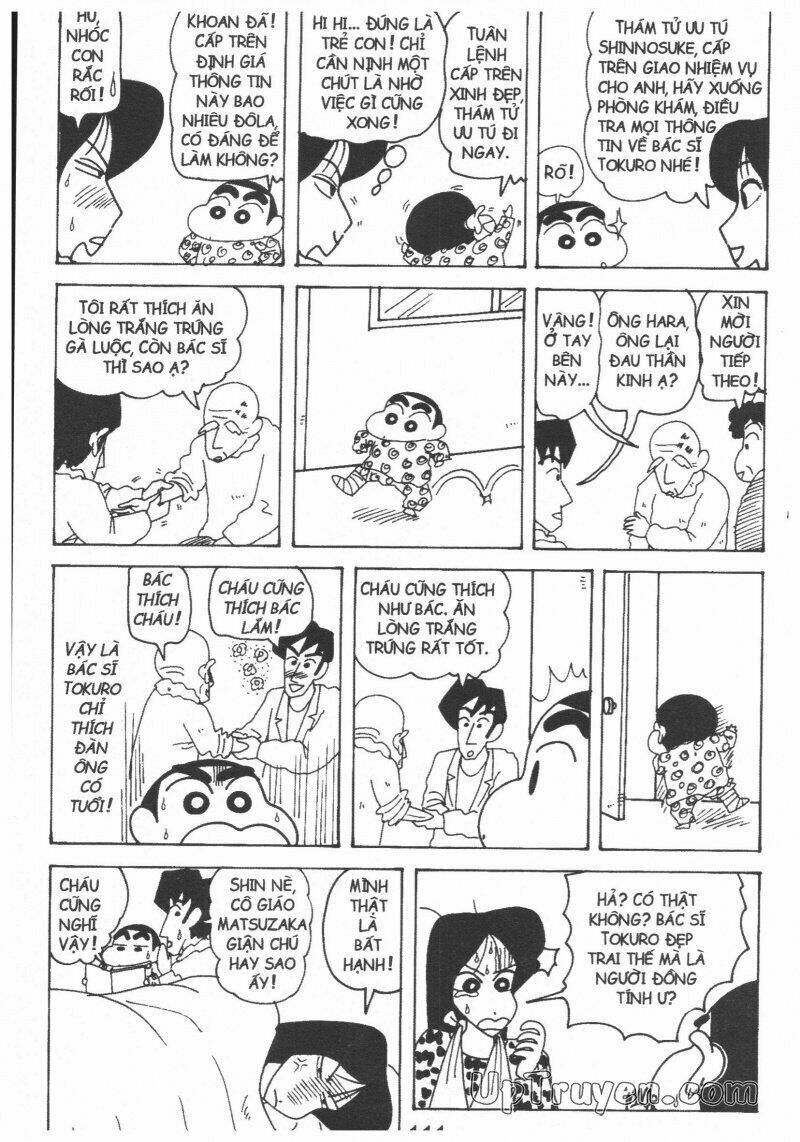 THÁM TỬ ƯU TÚ
SHINNOSUKE, CẤP
TRÊN GIAO NHIỆM VỤ
CHO ANH, HÃY XUỐNG
PHÒNG KHÁM, ĐIỀU
TRA MỌI THÔNG
TIN VỀ BÁC SĨ
TOKURO NHÉ!
RÕ!
TUÂN
LỆNH
CẤP TRÊN
XINH ĐẸP,
THÁM TỬ
ƯU TÚ ĐI
NGAY.
HI HI... ĐÚNG LÀ
TRẺ CON! CHỈ
CẦN NỊNH MỘT
CHÚT LÀ NHỜ
VIỆC GÌ CŨNG
XONG!
KHOAN ĐÃ!
CẤP TRÊN
ĐỊNH GIÁ
THÔNG TIN
NÀY BAO
NHIÊU ĐÔLA,
CÓ ĐÁNG ĐỂ
LÀM KHÔNG?
HỪ,
NHÓC
CON
RẮC
RỐI!
XIN
MỜI
NGƯỜI
TIẾP
THEO!
ÔNG HARA,
ÔNG LẠI
ĐAU THẦN
KINH Ạ?
VÂNG!
Ở TAY
BÊN
NÀY...
TÔI RẤT THÍCH ĂN
LÒNG TRẮNG TRỨNG
GÀ LUỘC, CÒN BÁC SĨ
THÌ SAO Ạ?
CHÁU CŨNG THÍCH
NHƯ BÁC. ĂN
LÒNG TRẮNG
TRỨNG RẤT TỐT.
CHÁU CŨNG
THÍCH BÁC
LẮM!
BÁC
THÍCH
CHÁU!
VẬY LÀ
BÁC SĨ
TOKURO
CHỈ
THÍCH
ĐÀN
ÔNG
CÓ
TUỔI!
HẢ? CÓ THẬT
KHÔNG? BÁC SĨ
TOKURO ĐẸP
TRAI THẾ MÀ LÀ
NGƯỜI ĐỒNG
TÍNH Ư?
MÌNH
THẬT
LÀ
BẤT
HẠNH!
SHIN NÈ,
CÔ GIÁO
MATSUZAKA
GIẬN CHÚ
HAY SAO
ẤY!
CHÁU
CŨNG
NGHĨ
VẬY!
UpTruyen.com